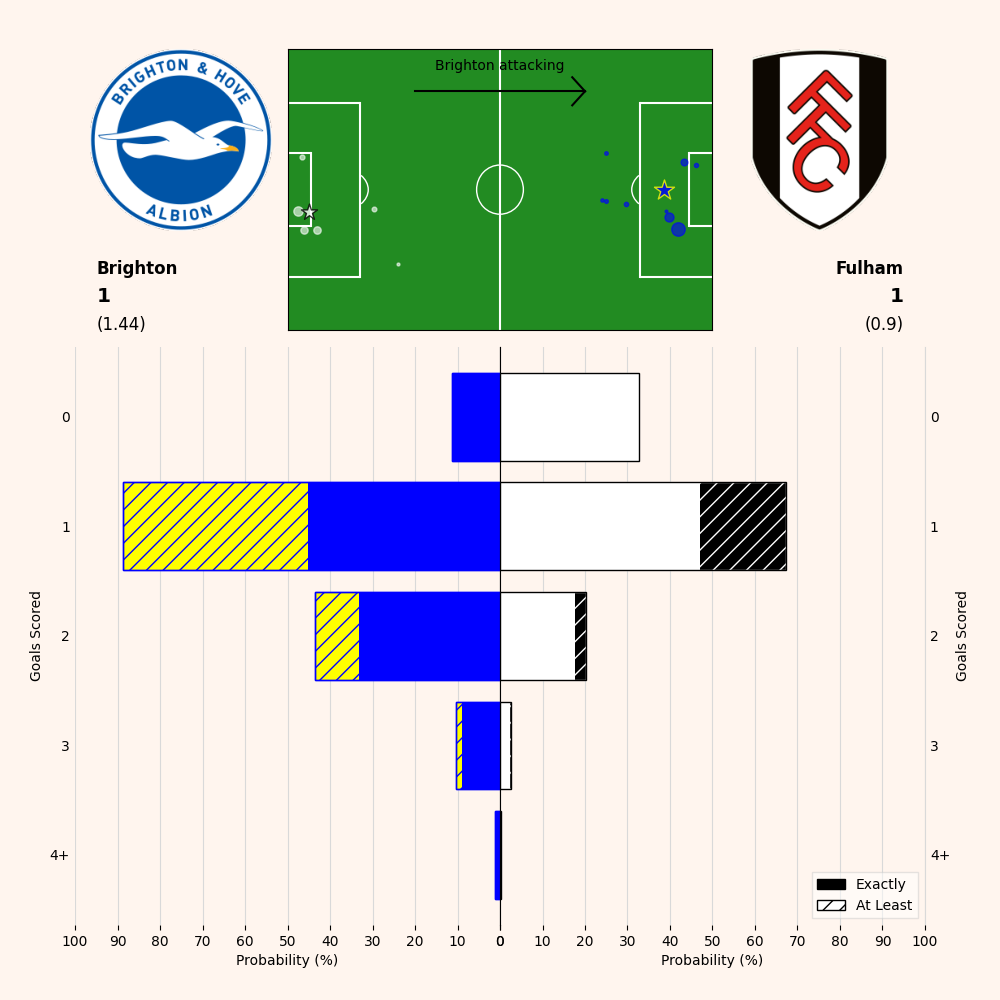 BRIGHTON & HOVE
ALBION
Brighton attacking
FFC
Brighton
1
(1.44)
Fulham
1
(0.9)
0
1
2
3
4+
Goals Scored
0
1
2
3
4+
Goals Scored
Exactly
At Least
100 90 80 70 60 50 40 30 20 10 0
0 10 20 30 40 50 60 70 80 90 100
Probability (%)
Probability (%)